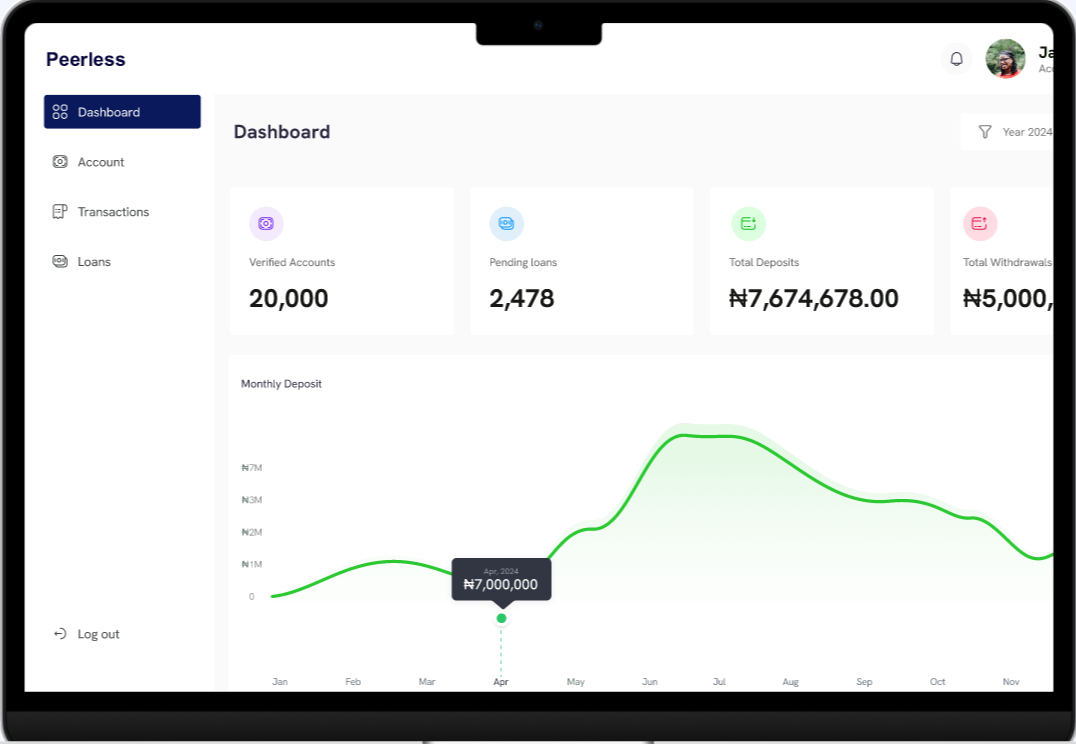 Peerless
Ja
Acc
Dashboard
Account
Transactions
Loans
Log out
Dashboard
Year 2024
Verified Accounts
20,000
Pending loans
2,478
Total Deposits
₦7,674,678.00
Total Withdrawals
₦5,000,
Monthly Deposit
₦7M
₦3M
₦2M
₦1M
0
Apr, 2024
₦7,000,000
Jan
Feb
Mar
Apr
May
Jun
Jul
Aug
Sep
Oct
Nov